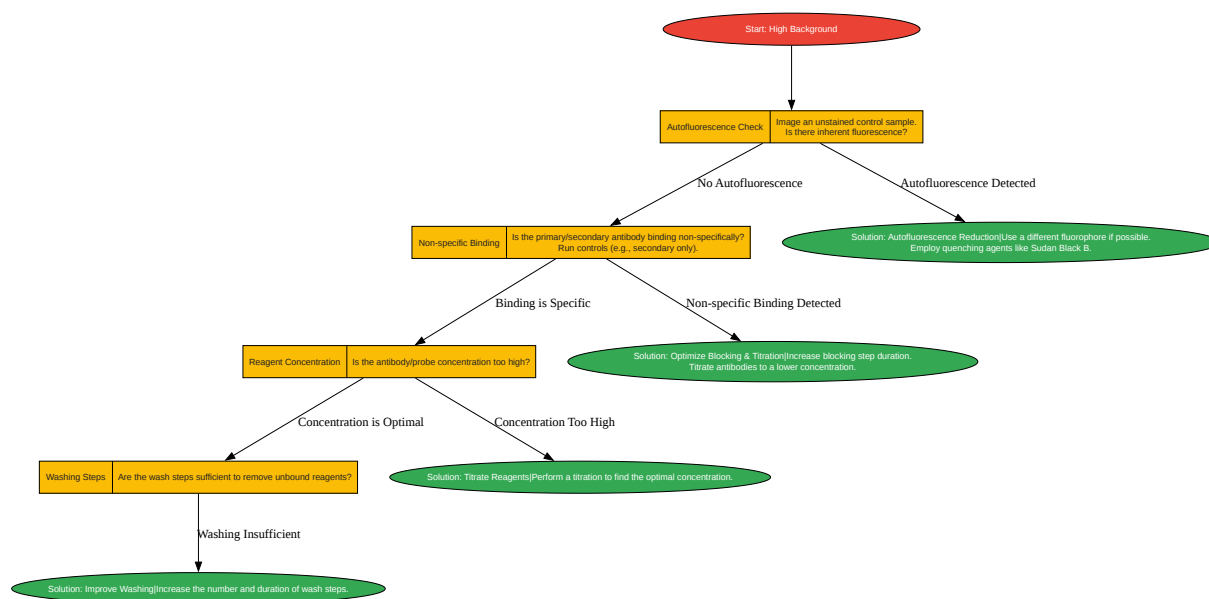 Start: High Background
Autofluorescence Check
Image an unstained control sample.
Is there inherent fluorescence?
No Autofluorescence
Autofluorescence Detected
Non-specific Binding
Is the primary/secondary antibody binding non-specifically?
Run controls (e.g., secondary only).
Solution: Autofluorescence Reduction|Use a different fluorophore if possible.
Employ quenching agents like Sudan Black B.
Binding is Specific
Non-specific Binding Detected
Reagent Concentration
Is the antibody/probe concentration too high?
Solution: Optimize Blocking & Titration|Increase blocking step duration.
Titrate antibodies to a lower concentration.
Concentration is Optimal
Concentration Too High
Washing Steps
Are the wash steps sufficient to remove unbound reagents?
Solution: Titrate Reagents|Perform a titration to find the optimal concentration.
Washing Insufficient
Solution: Improve Washing|Increase the number and duration of wash steps.